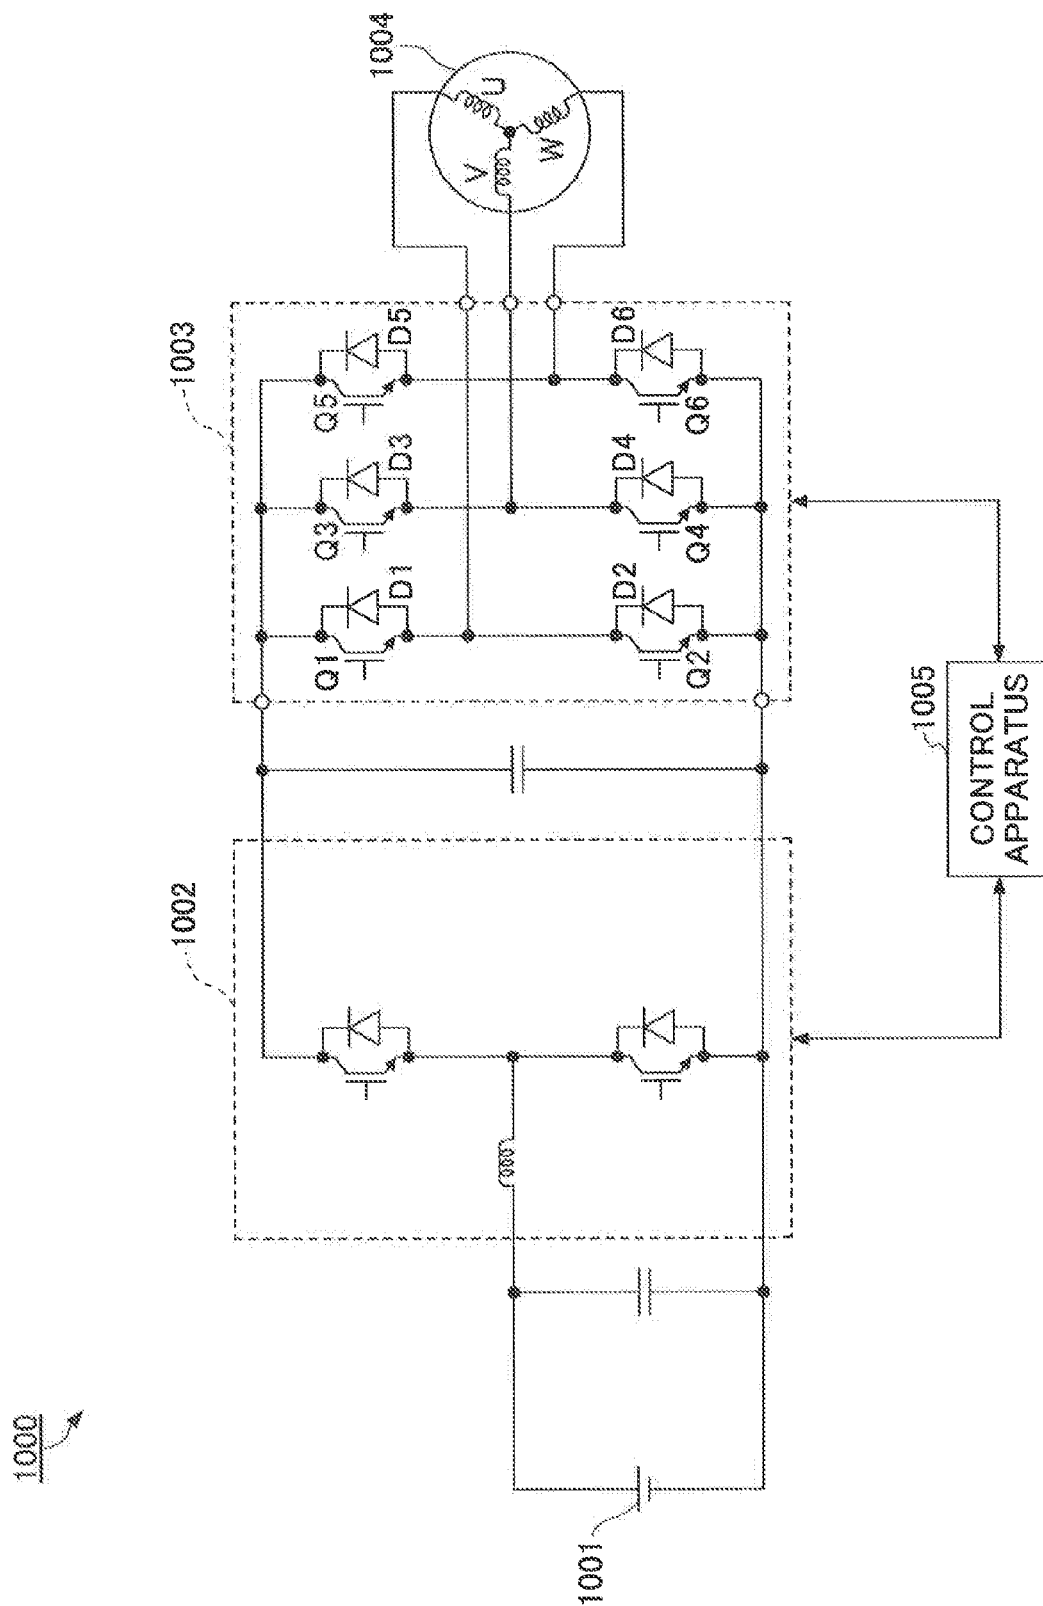 1000
1001
1002
1003
1004
U
V
W
Q1
D1
Q3
D3
Q5
D5
Q2
D2
Q4
D4
Q6
D6
1005
CONTROL
APPARATUS